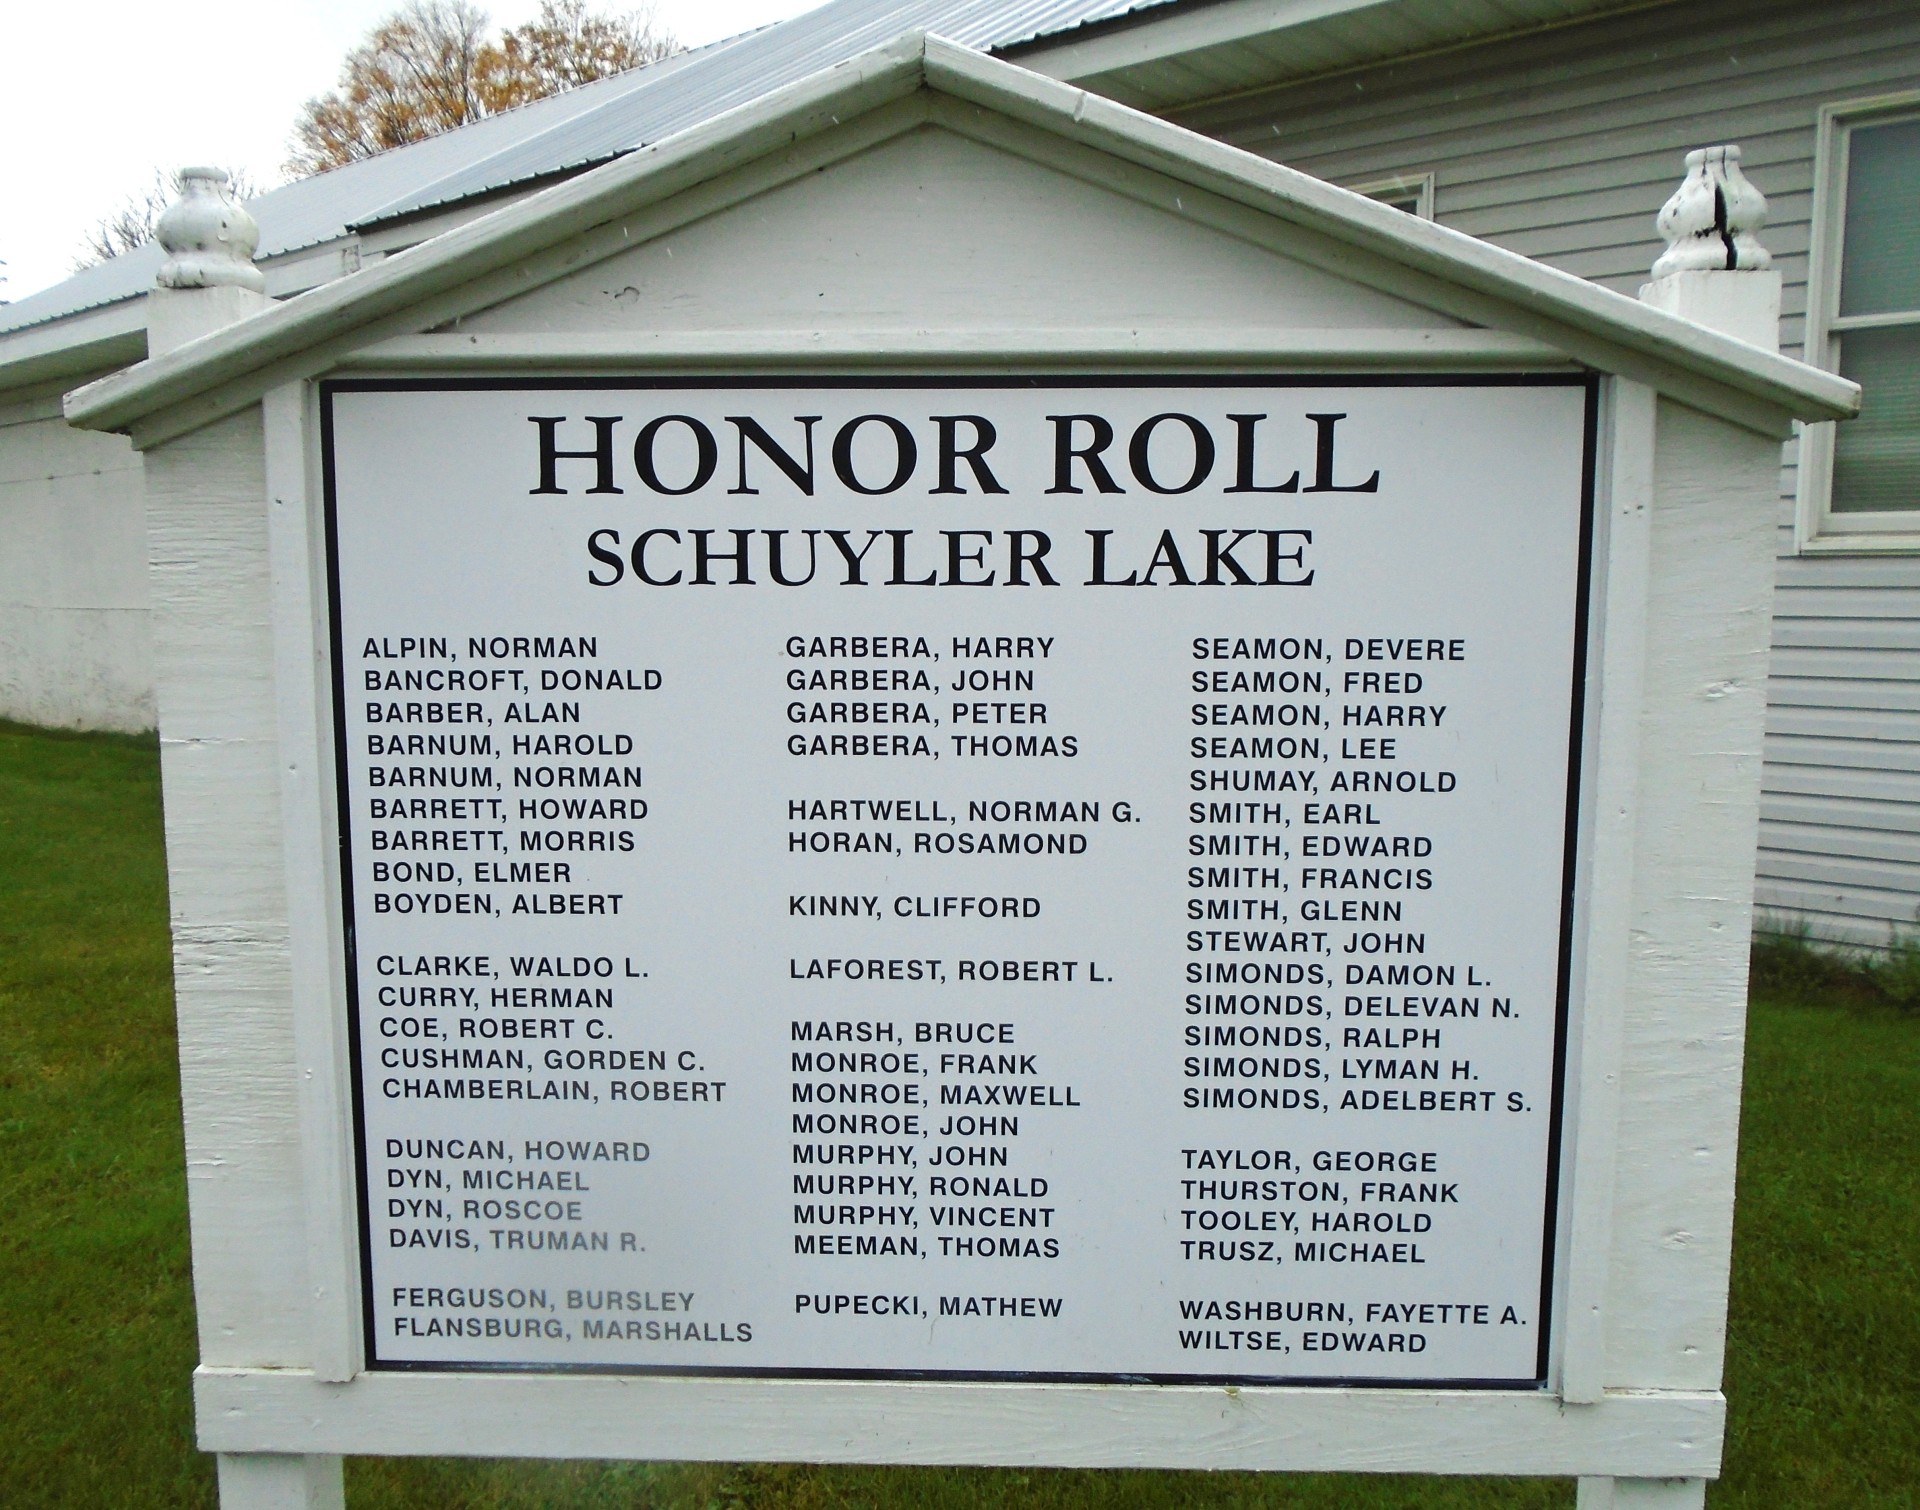 HONOR ROLL
SCHUYLER LAKE
ALPIN, NORMAN
BANCROFT, DONALD
BARBER, ALAN
BARNUM, HAROLD
BARNUM, NORMAN
BARRETT, HOWARD
BARRETT, MORRIS
BOND, ELMER
BOYDEN, ALBERT
CLARKE, WALDO L.
CURRY, HERMAN
COE, ROBERT C.
CUSHMAN, GORDEN C.
CHAMBERLAIN, ROBERT
DUNCAN, HOWARD
DYN, MICHAEL
DYN, ROSCOE
DAVIS, TRUMAN R.
FERGUSON, BURSLEY
FLANSBURG, MARSHALLS
GARBERA, HARRY
GARBERA, JOHN
GARBERA, PETER
GARBERA, THOMAS
HARTWELL, NORMAN G.
HORAN, ROSAMOND
KINNY, CLIFFORD
LAFOREST, ROBERT L.
MARSH, BRUCE
MONROE, FRANK
MONROE, MAXWELL
MONROE, JOHN
MURPHY, JOHN
MURPHY, RONALD
MURPHY, VINCENT
MEEMAN, THOMAS
PUPECKI, MATHEW
SEAMON, DEVERE
SEAMON, FRED
SEAMON, HARRY
SEAMON, LEE
SHUMAY, ARNOLD
SMITH, EARL
SMITH, EDWARD
SMITH, FRANCIS
SMITH, GLENN
STEWART, JOHN
SIMONDS, DAMON L.
SIMONDS, DELEVAN N.
SIMONDS, RALPH
SIMONDS, LYMAN H.
SIMONDS, ADELBERT S.
TAYLOR, GEORGE
THURSTON, FRANK
TOOLEY, HAROLD
TRUSZ, MICHAEL
WASHBURN, FAYETTE A.
WILTSE, EDWARD